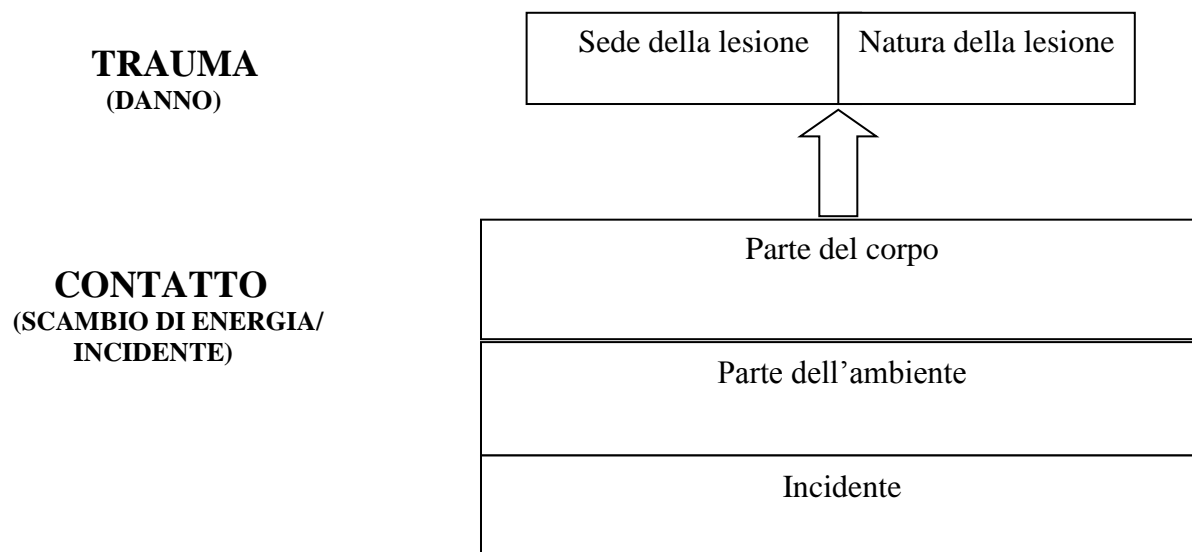 TRAUMA
(DANNO)
Sede della lesione
Natura della lesione
CONTATTO
(SCAMBIO DI ENERGIA/
INCIDENTE)
Parte del corpo
Parte dell’ambiente
Incidente